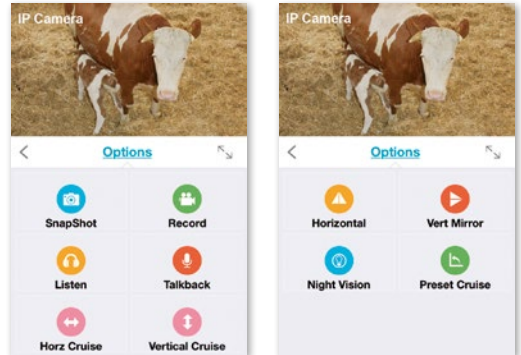 IP Camera
Options
SnapShot
Record
Listen
Talkback
Horz Cruise
Vertical Cruise
IP Camera
Options
Horizontal
Vert Mirror
Night Vision
Preset Cruise